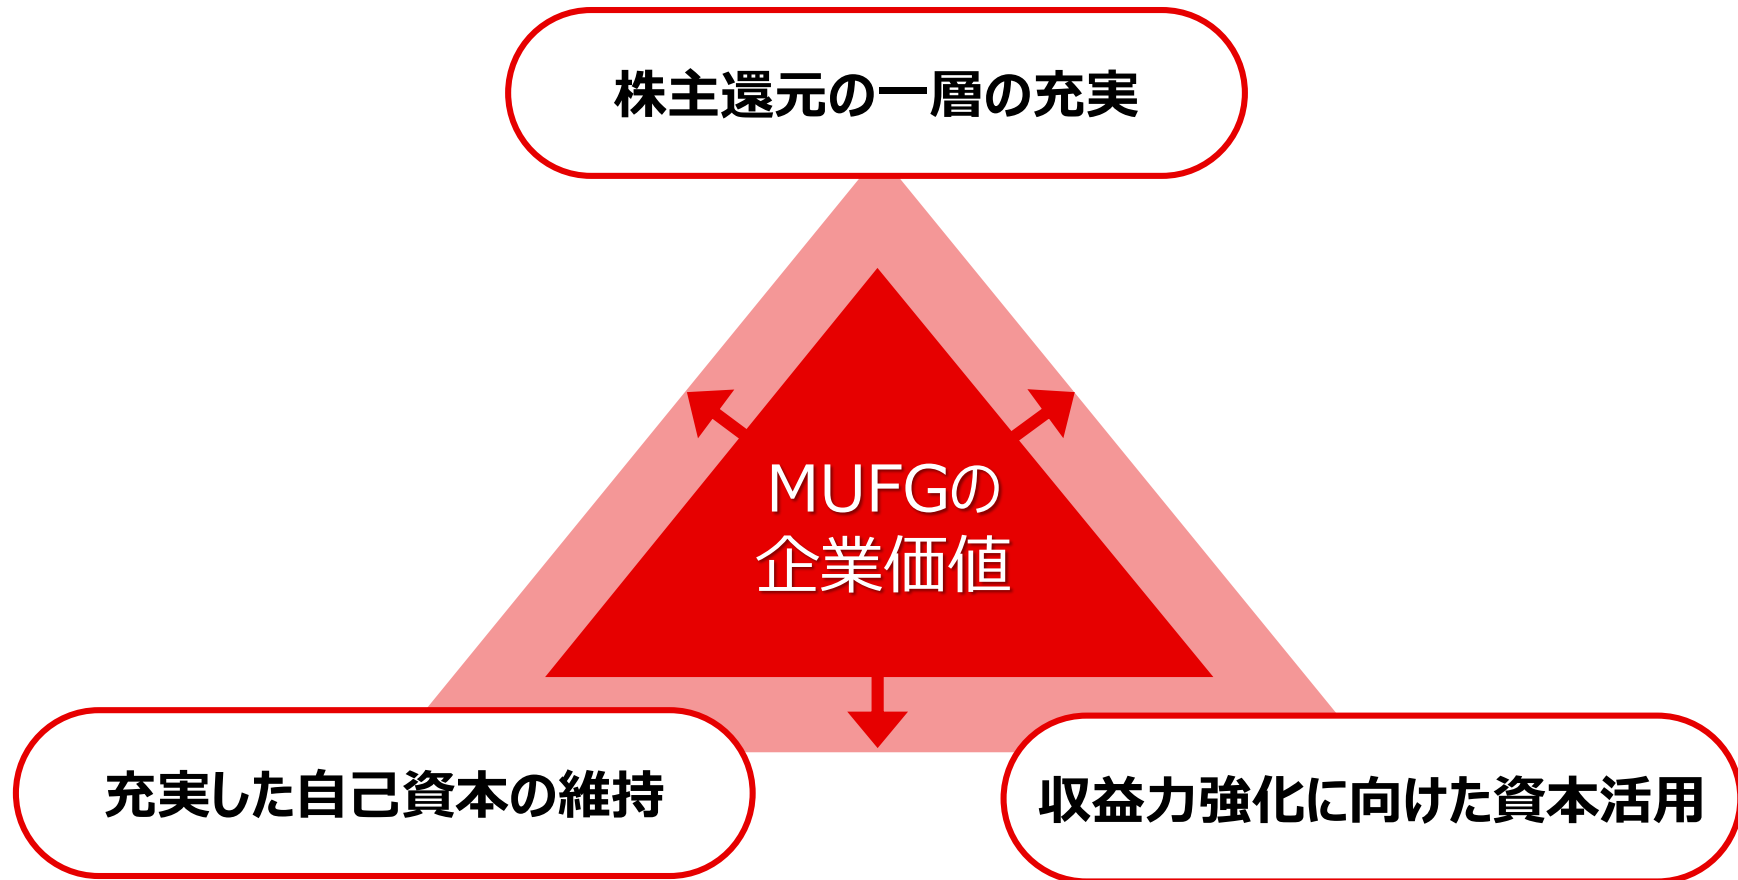 株主還元の一層の充実
MUFGの
企業価値
充実した自己資本の維持
収益力強化に向けた資本活用